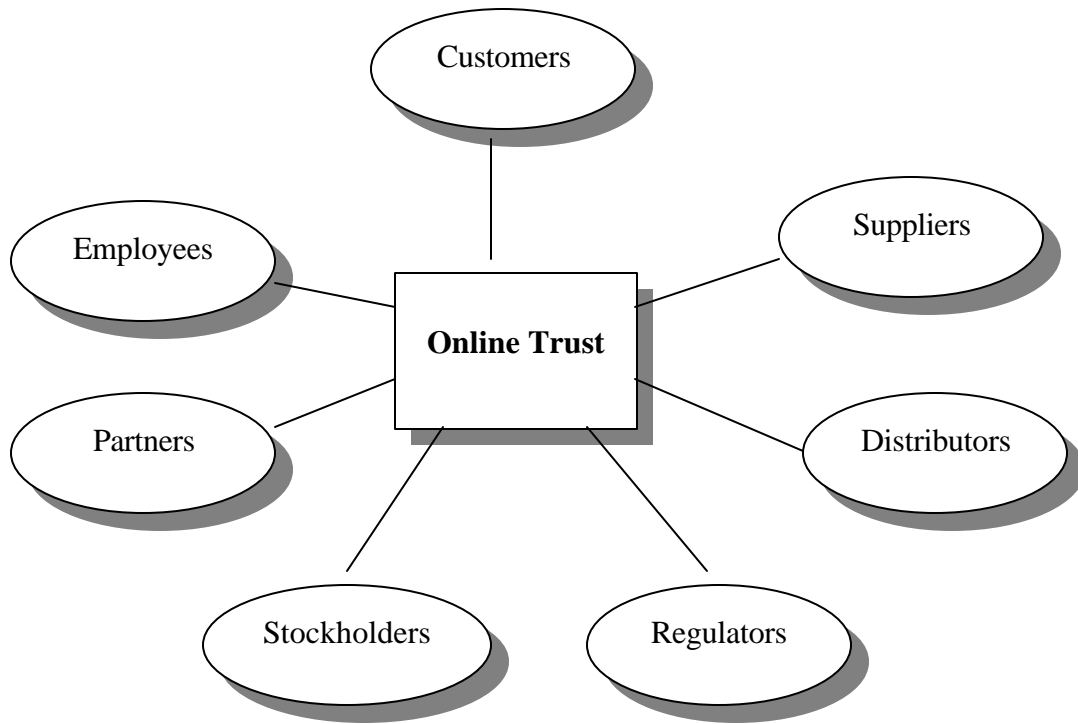 Customers
Suppliers
Employees
Online Trust
Partners
Distributors
Stockholders
Regulators